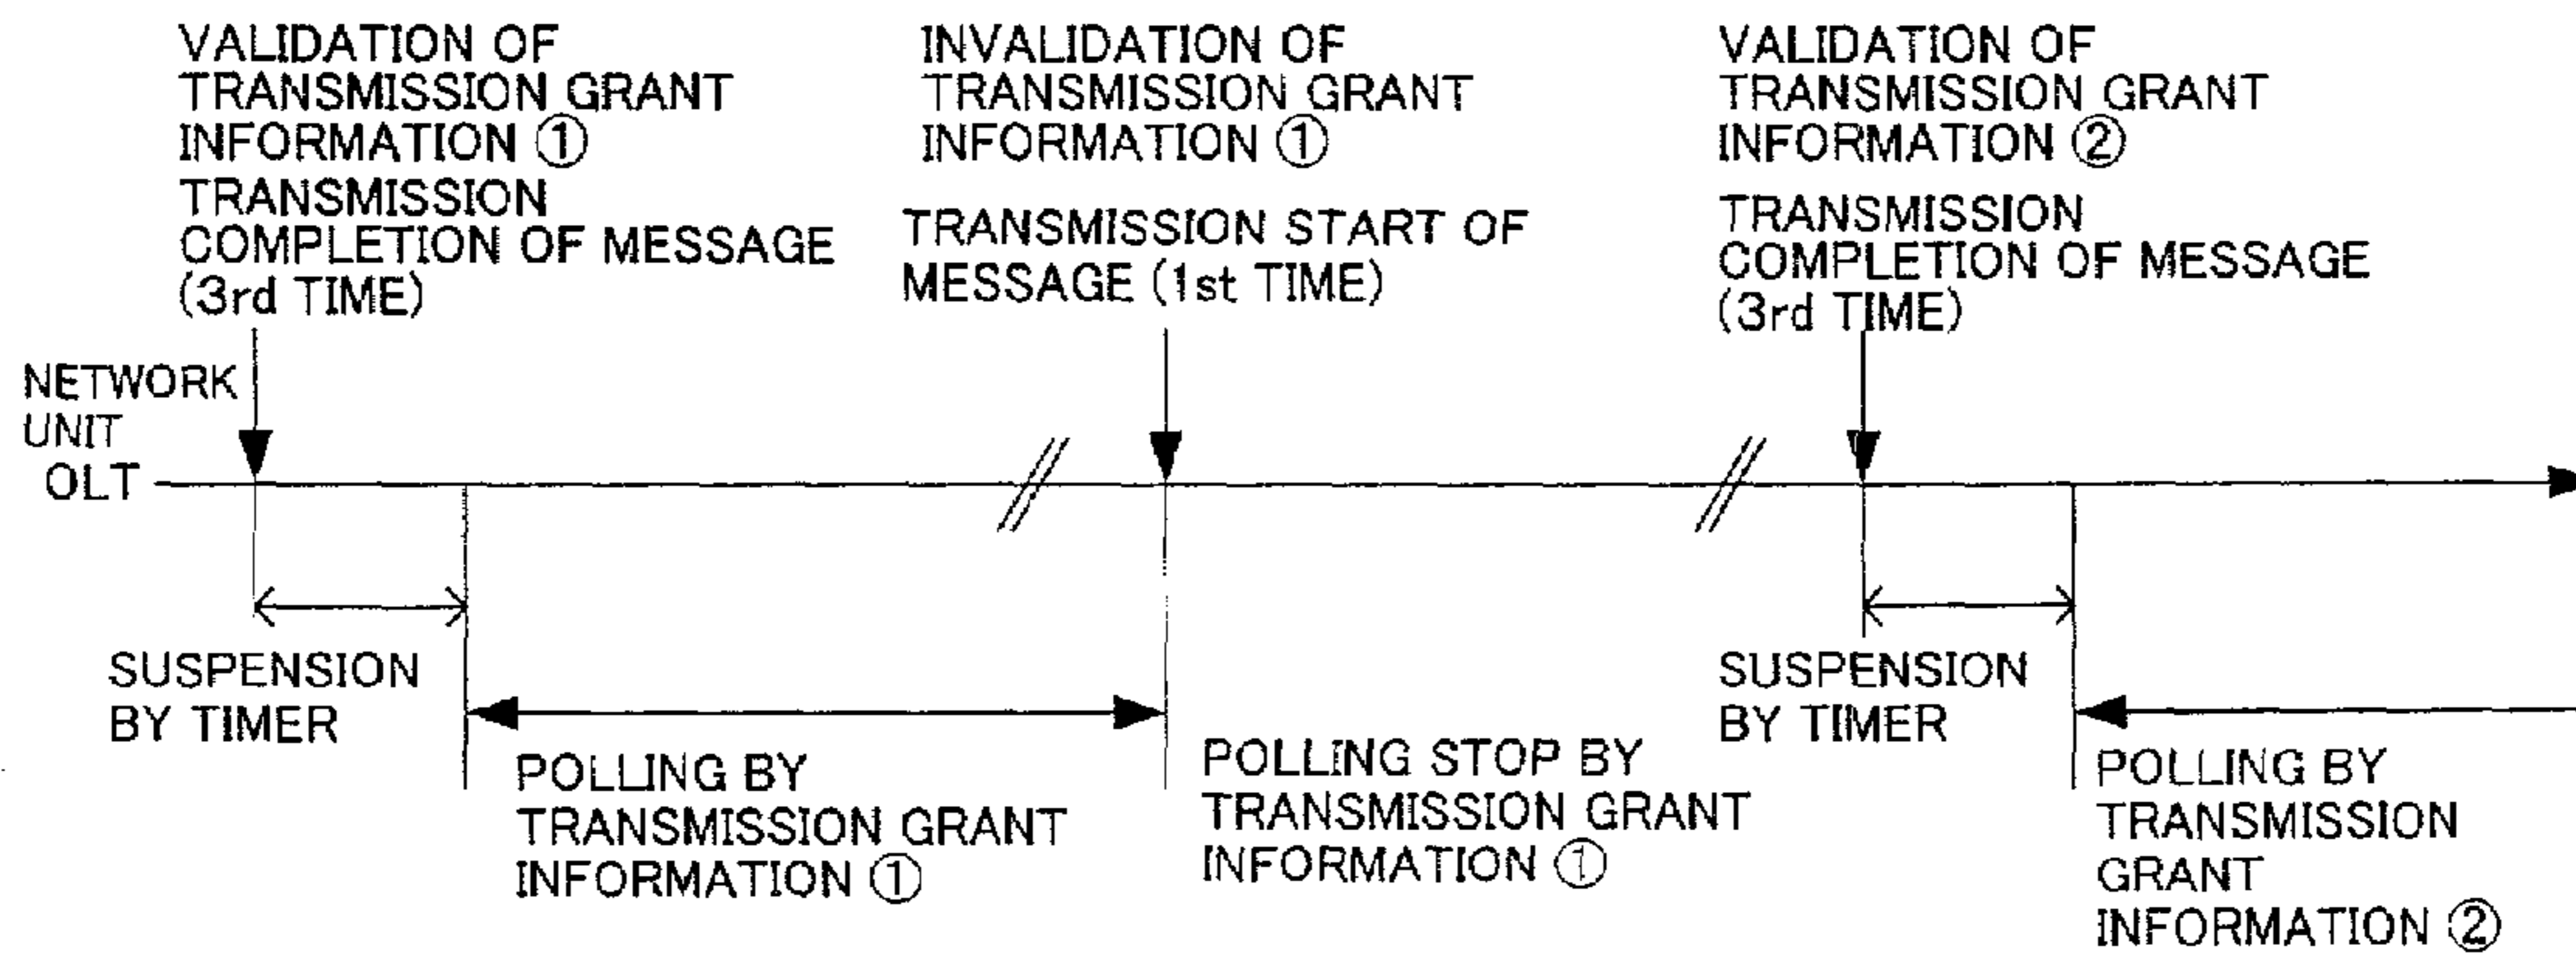 VALIDATION OF
TRANSMISSION GRANT
INFORMATION ①
TRANSMISSION
COMPLETION OF MESSAGE
(3rd TIME)
INVALIDATION OF
TRANSMISSION GRANT
INFORMATION ①
TRANSMISSION START OF
MESSAGE (1st TIME)
VALIDATION OF
TRANSMISSION GRANT
INFORMATION ②
TRANSMISSION
COMPLETION OF MESSAGE
(3rd TIME)
NETWORK
UNIT
OLT
SUSPENSION
BY TIMER
POLLING BY
TRANSMISSION GRANT
INFORMATION ①
POLLING STOP BY
TRANSMISSION GRANT
INFORMATION ①
SUSPENSION
BY TIMER
POLLING BY
TRANSMISSION
GRANT
INFORMATION ②